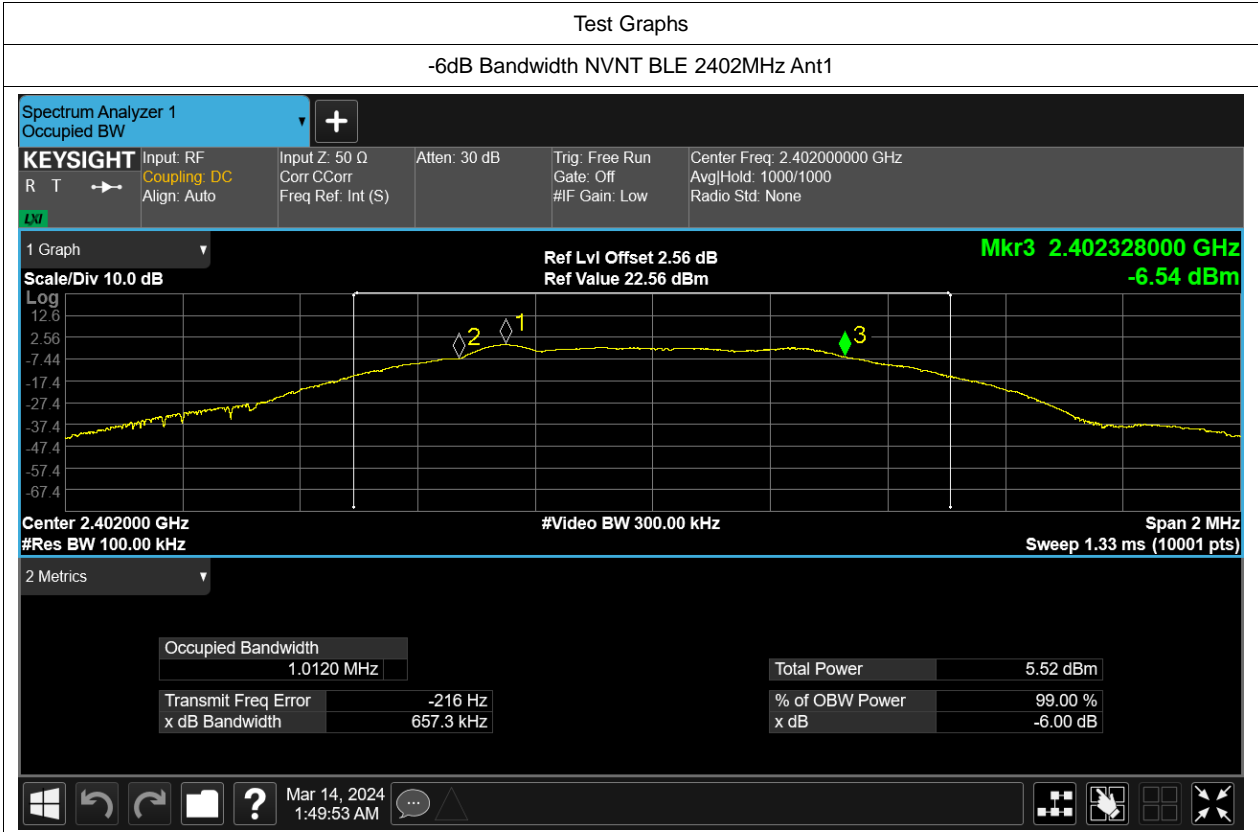 Test Graphs
-6dB Bandwidth NVNT BLE 2402MHz Ant1
Spectrum Analyzer 1
Occupied BW
KEYSIGHT
R T
LXI
Input: RF
Coupling: DC
Align: Auto
Input Z: 50 Ω
Corr CCorr
Freq Ref: Int (S)
Atten: 30 dB
Trig: Free Run
Gate: Off
#IF Gain: Low
Center Freq: 2.402000000 GHz
Avg|Hold: 1000/1000
Radio Std: None
1 Graph
Scale/Div 10.0 dB
Ref Lvl Offset 2.56 dB
Ref Value 22.56 dBm
Mkr3 2.402328000 GHz
-6.54 dBm
Log
12.6
2.56
-7.44
-17.4
-27.4
-37.4
-47.4
-57.4
-67.4
2
1
3
Center 2.402000 GHz
#Res BW 100.00 kHz
#Video BW 300.00 kHz
Span 2 MHz
Sweep 1.33 ms (10001 pts)
2 Metrics
Occupied Bandwidth
1.0120 MHz
Transmit Freq Error -216 Hz
x dB Bandwidth 657.3 kHz
Total Power 5.52 dBm
% of OBW Power 99.00 %
x dB -6.00 dB
?
Mar 14, 2024
1:49:53 AM